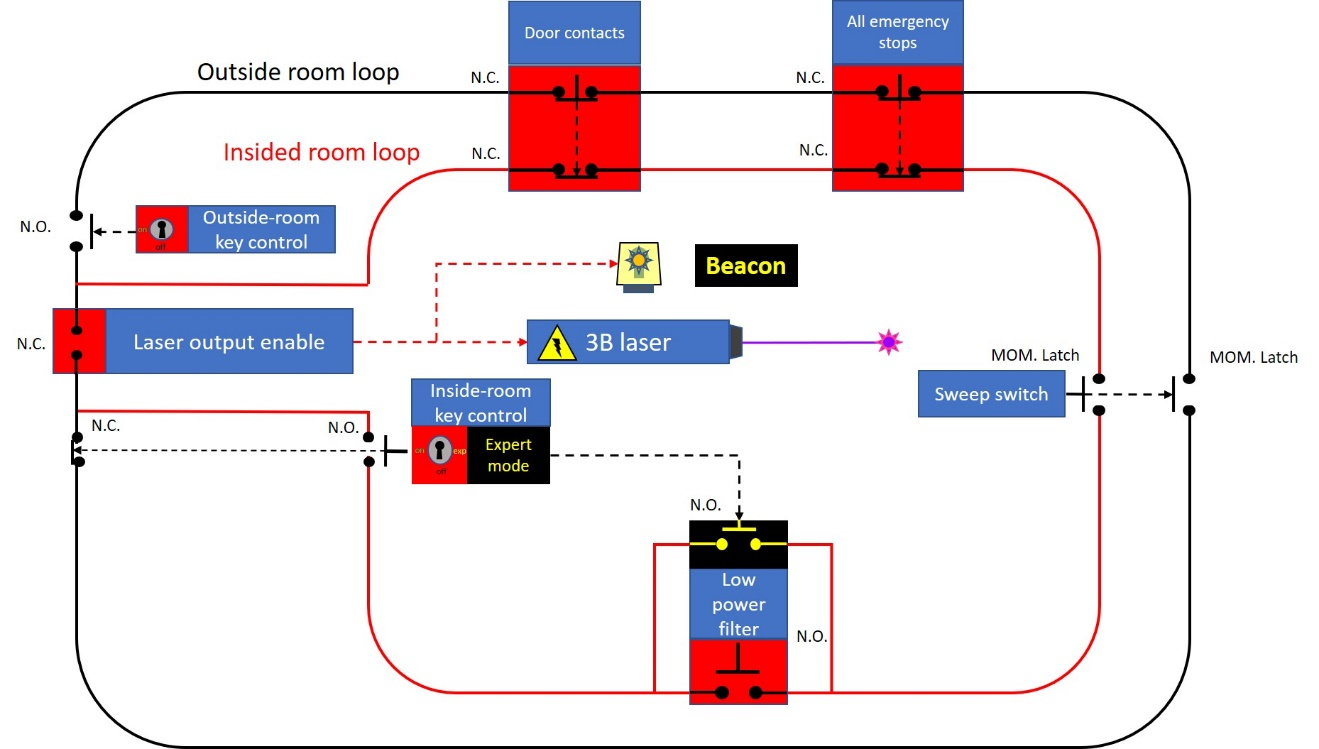 Door contacts
All emergency
stops
Outside room loop
N.C.
N.C.
Insided room loop
N.C.
N.C.
N.O.
on
off
Outside-room
key control
Beacon
N.C.
Laser output enable
3B laser
MOM. Latch
MOM. Latch
Sweep switch
Inside-room
key control
N.C.
N.O.
on
exp
off
Expert
mode
N.O.
Low
power
filter
N.O.